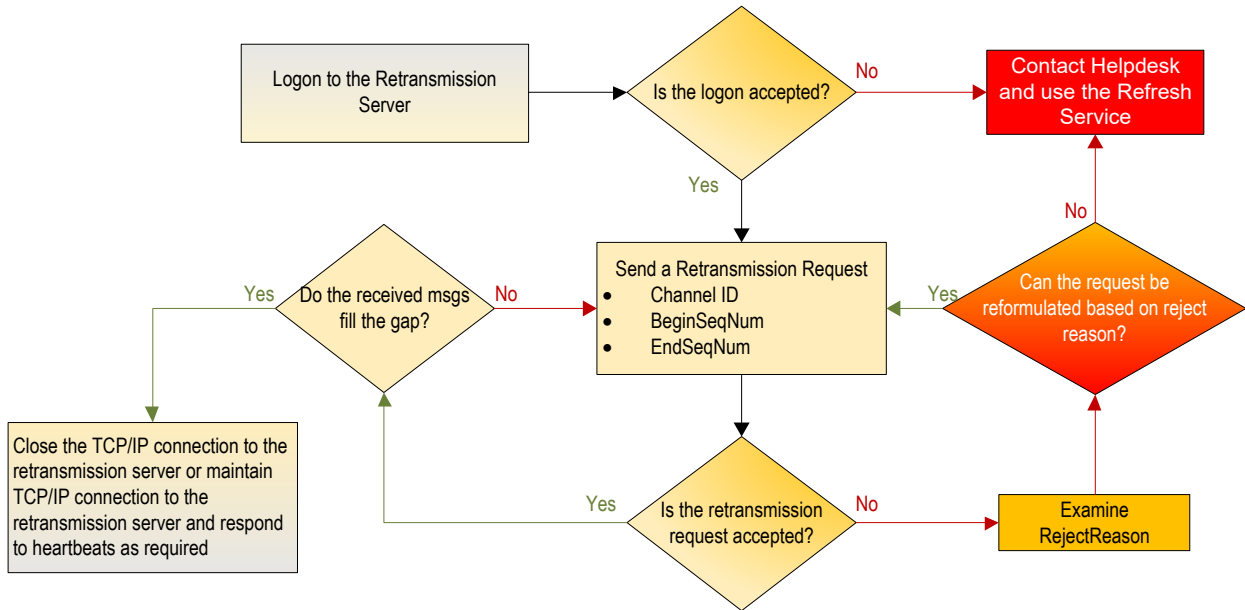 Logon to the Retransmission
Server
Is the logon accepted?
No
Contact Helpdesk
and use the Refresh
Service
Yes
No
Send a Retransmission Request
• Channel ID
• BeginSeqNum
• EndSeqNum
Do the received msgs
fill the gap?
Yes
No
Can the request be
reformulated based on reject
reason?
Yes
Close the TCP/IP connection to the
retransmission server or maintain
TCP/IP connection to the
retransmission server and respond
to heartbeats as required
Yes
Is the retransmission
request accepted?
No
Examine
RejectReason